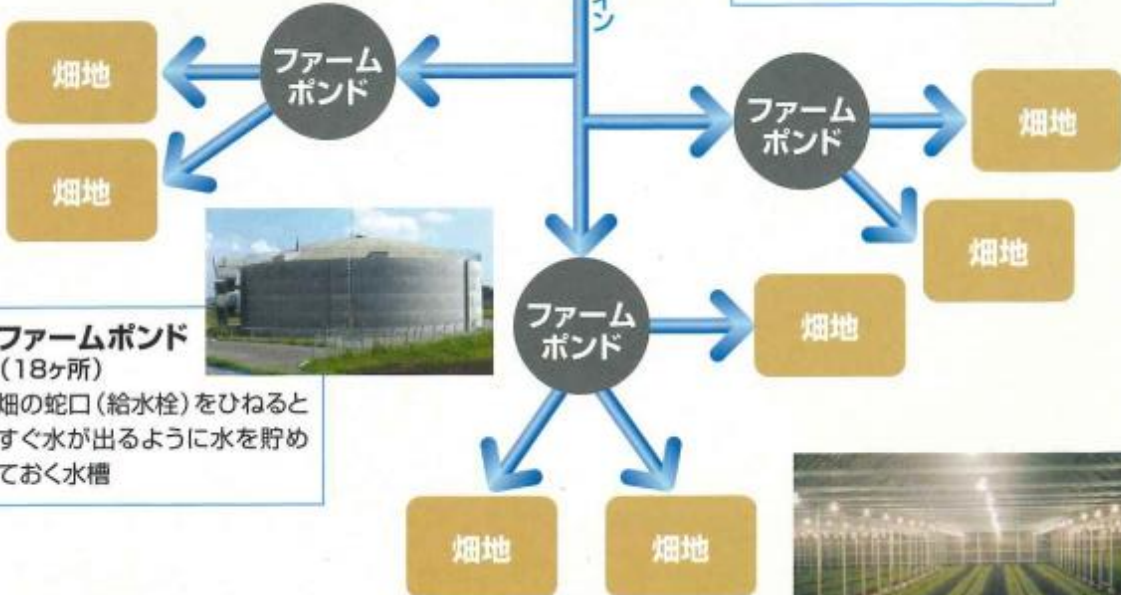 イン
畑地
ファーム
ポンド
畑地
ファーム
ポンド
畑地
畑地
ファーム
ポンド
畑地
畑地
畑地
ファームポンド
(18ヶ所)
畑の蛇口(給水栓)をひねると
すぐ水が出るように水を貯め
ておく水槽